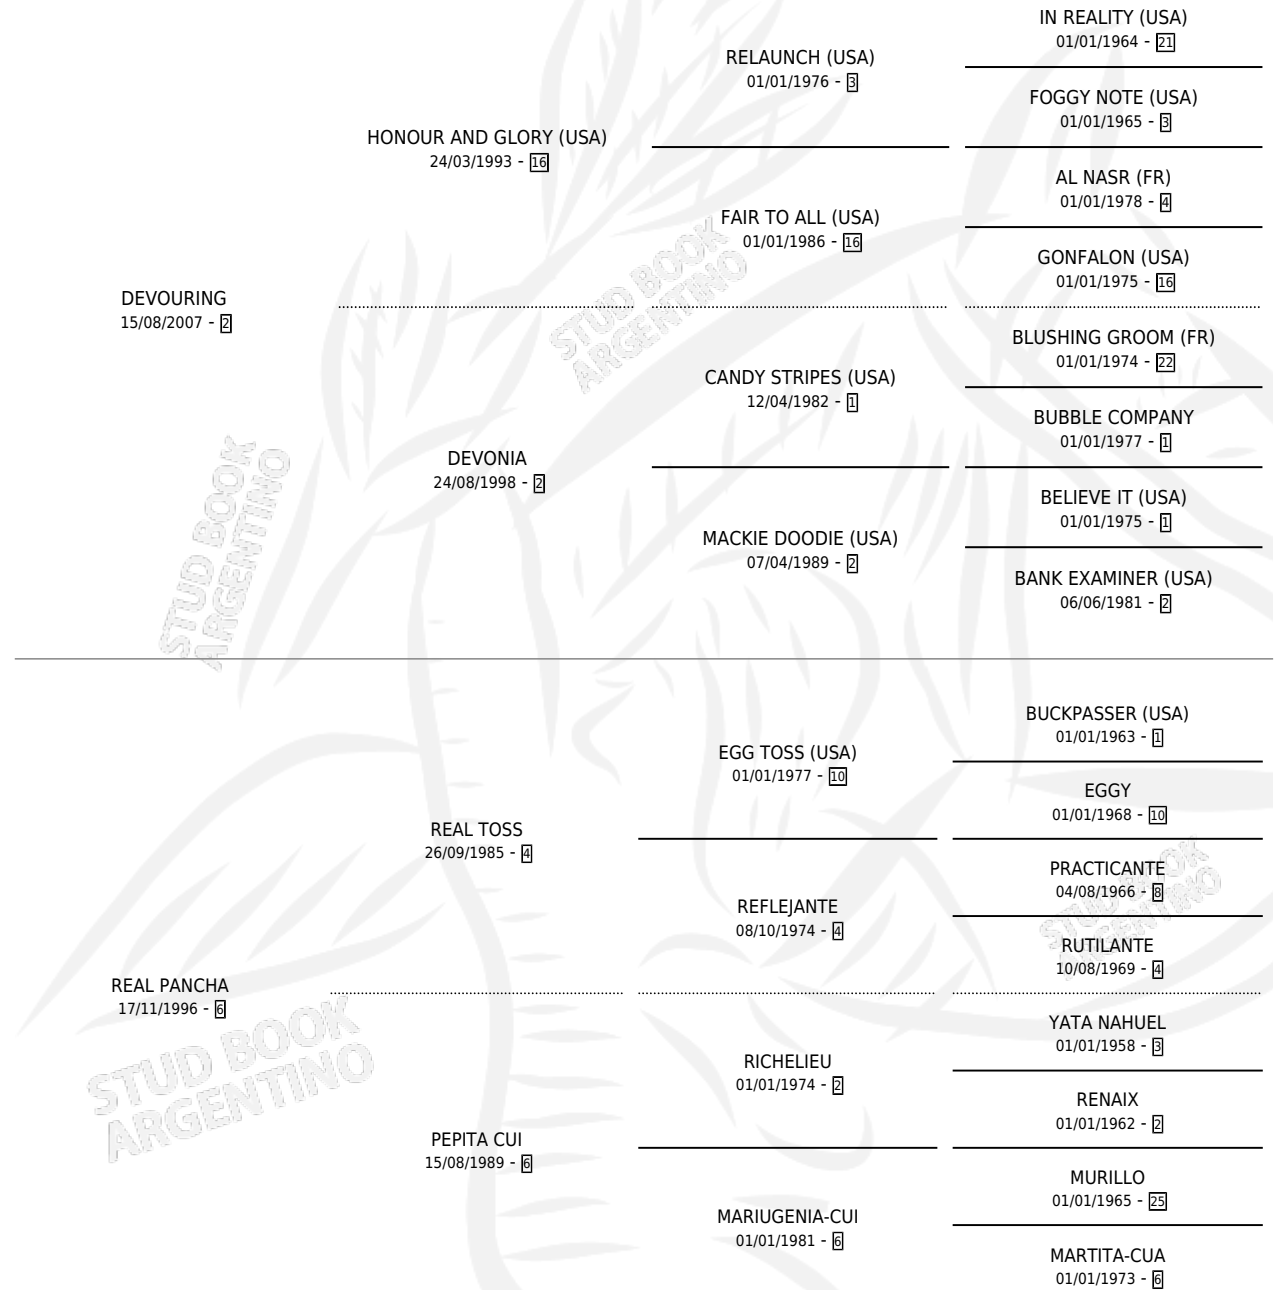 IN REALITY (USA)
01/01/1964 - 21
RELAUNCH (USA)
01/01/1976 - 3
FOGGY NOTE (USA)
01/01/1965 - 3
HONOUR AND GLORY (USA)
24/03/1993 - 16
AL NASR (FR)
01/01/1978 - 4
FAIR TO ALL (USA)
01/01/1986 - 16
GONFALON (USA)
01/01/1975 - 16
DEVOURING
15/08/2007 - 2
BLUSHING GROOM (FR)
01/01/1974 - 22
CANDY STRIPES (USA)
12/04/1982 - 1
BUBBLE COMPANY
01/01/1977 - 1
DEVONIA
24/08/1998 - 2
BELIEVE IT (USA)
01/01/1975 - 1
MACKIE DOODIE (USA)
07/04/1989 - 2
BANK EXAMINER (USA)
06/06/1981 - 2
BUCKPASSER (USA)
01/01/1963 - 1
EGG TOSS (USA)
01/01/1977 - 10
EGGY
01/01/1968 - 10
REAL TOSS
26/09/1985 - 4
PRACTICANTE
04/08/1966 - 8
REFLEJANTE
08/10/1974 - 4
RUTILANTE
10/08/1969 - 4
REAL PANCHA
17/11/1996 - 6
YATA NAHUEL
01/01/1958 - 3
RICHELIEU
01/01/1974 - 2
RENAIX
01/01/1962 - 2
PEPITA CUI
15/08/1989 - 6
MURILLO
01/01/1965 - 25
MARIUGENIA-CUI
01/01/1981 - 6
MARTITA-CUA
01/01/1973 - 6
STUD BOOK
ARGENTINO
STUD BOOK
ARGENTINO
STUD BOOK
ARGENTINO
STUD BOOK
ARGENTINO